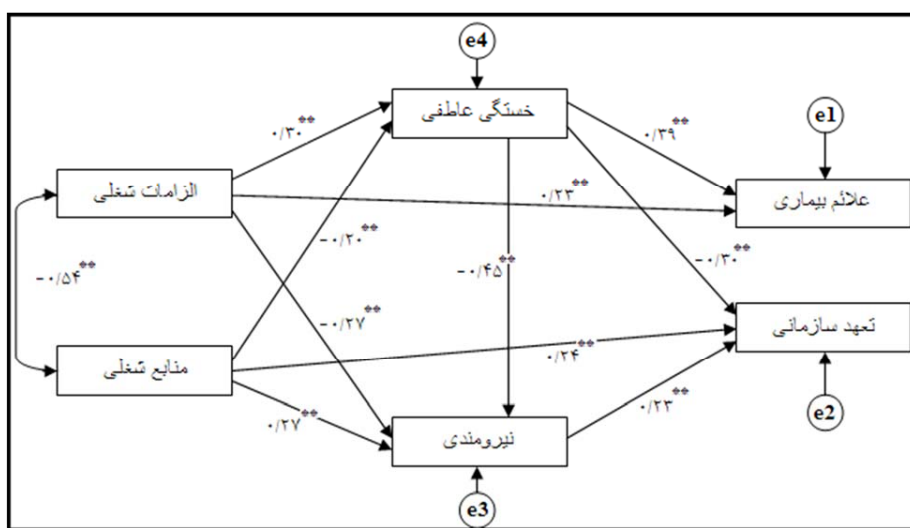 e4
خستگی عاطفی
۰/۳۰**
۰/۳۹**
e1
الزامات شغلی
۰/۲۳**
علائم بیماری
-۰/۲۰**
-۰/۴۵**
-۰/۳۰**
-۰/۵۴**
-۰/۲۷**
تعهد سازمانی
منابع شغلی
۰/۲۴**
۰/۲۷**
نیرومندی
۰/۲۳**
e2
e3